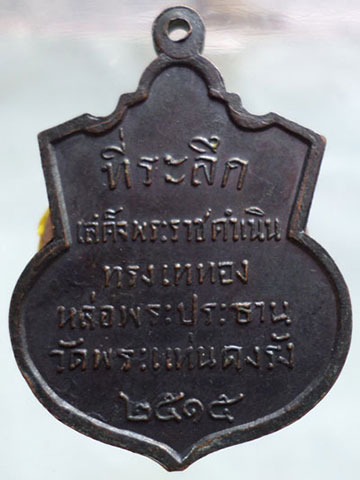 ที่ระลึก
เสด็จพระราชดำเนิน
ทรงเททอง
หล่อพระประธาน
วัดพระแท่นดงรัง
๒๕๑๕